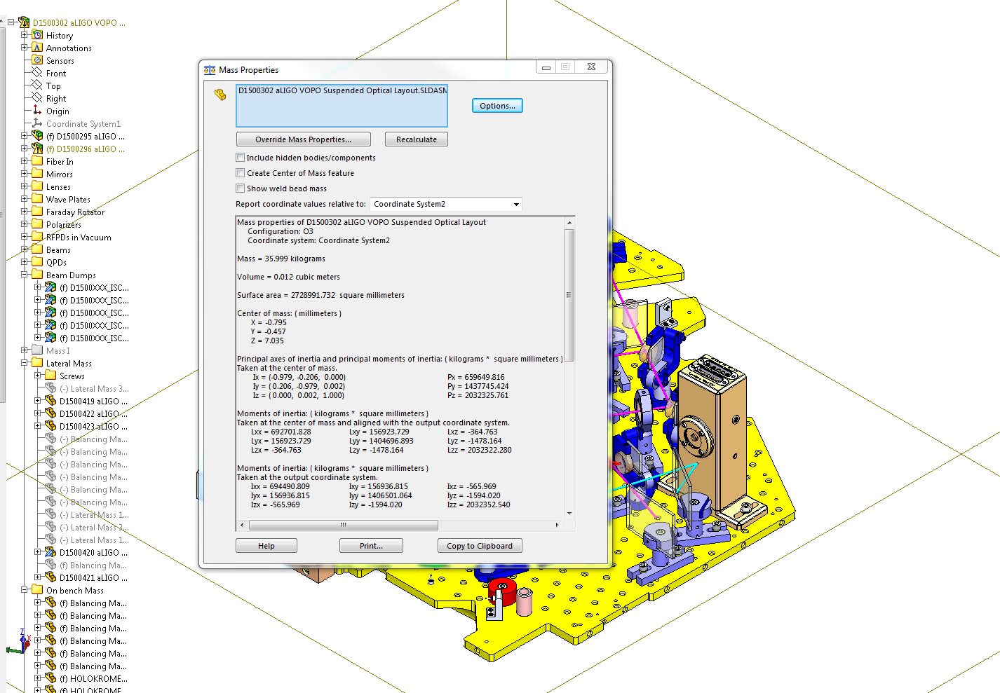 D1500302 aLIGO VOPO ...
History
Annotations
Sensors
Front
Top
Right
Origin
Coordinate System1
(f) D1500295 aLIGO ...
(f) D1500296 aLIGO ...
Fiber In
Mirrors
Lenses
Wave Plates
Faraday Rotator
Polarizers
RFPDs in Vacuum
Beams
QPDs
Beam Dumps
(f) D1500XXX_ISC...
(f) D1500XXX_ISC...
(f) D1500XXX_ISC...
(f) D1500XXX_ISC...
(f) D1500XXX_ISC...
Mass I
Lateral Mass
Screws
(-) Lateral Mass 3...
D1500419 aLIGO ...
D1500422 aLIGO ...
D1500423 aLIGO ...
(-) Balancing Ma...
(-) Balancing Ma...
(-) Balancing Ma...
(-) Balancing Ma...
(-) Balancing Ma...
(-) Balancing Ma...
(-) Lateral Mass 1...
(-) Lateral Mass 3...
(-) Lateral Mass 1...
D1500420 aLIGO ...
(f) Balancing Ma...
D1500421 aLIGO ...
On bench Mass
(f) Balancing Ma...
(f) Balancing Ma...
(f) Balancing Ma...
(f) Balancing Ma...
(f) Balancing Ma...
(f) Balancing Ma...
(f) HOLOKROME...
(f) HOLOKROME
Z
X
Mass Properties
D1500302 aLIGO VOPO Suspended Optical Layout.SLDASM
Options...
Override Mass Properties...
Recalculate
Include hidden bodies/components
Create Center of Mass feature
Show weld bead mass
Report coordinate values relative to: Coordinate System2
Mass properties of D1500302 aLIGO VOPO Suspended Optical Layout
Configuration: O3
Coordinate system: Coordinate System2
Mass = 35.999 kilograms
Volume = 0.012 cubic meters
Surface area = 2728991.732 square millimeters
Center of mass: ( millimeters )
X = -0.795
Y = -0.457
Z = 7.035
Principal axes of inertia and principal moments of inertia: ( kilograms * square millimeters )
Taken at the center of mass.
Ix = (-0.979, -0.206, 0.000) Px = 659649.816
Iy = ( 0.206, -0.979, 0.002) Py = 1437745.424
Iz = ( 0.000, 0.002, 1.000) Pz = 2032325.761
Moments of inertia: ( kilograms * square millimeters )
Taken at the center of mass and aligned with the output coordinate system.
Lxx = 692701.828 Lxy = 156923.729 Lxz = -364.763
Lyx = 156923.729 Lyy = 1404696.893 Lyz = -1478.164
Lzx = -364.763 Lzy = -1478.164 Lzz = 2032322.280
Moments of inertia: ( kilograms * square millimeters )
Taken at the output coordinate system.
Ixx = 694490.809 Ixy = 156936.815 Ixz = -565.969
Iyx = 156936.815 Iyy = 1406501.064 Iyz = -1594.020
Izx = -565.969 Izy = -1594.020 Izz = 2032352.540
Help
Print...
Copy to Clipboard